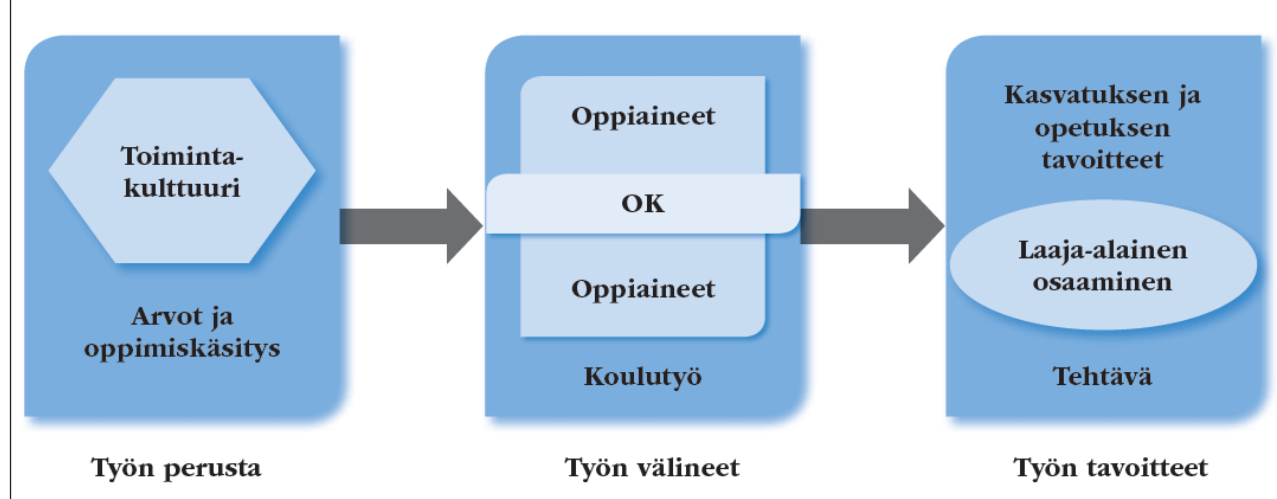 Toiminta-
kulttuuri
Arvot ja
oppimiskäsitys
Työn perusta
Oppiaineet
OK
Oppiaineet
Koulutyö
Työn välineet
Kasvatuksen ja
opetuksen
tavoitteet
Laaja-alainen
osaaminen
Tehtävä
Työn tavoitteet